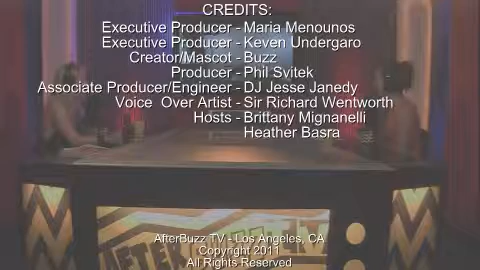 CREDITS:
Executive Producer - Maria Menounos
Executive Producer - Keven Undergaro
Creator/Mascot - Buzz
Producer - Phil Svitek
Associate Producer/Engineer - DJ Jesse Janedy
Voice Over Artist - Sir Richard Wentworth
Hosts - Brittany Mignanelli
Heather Basra
AfterBuzz TV - Los Angeles, CA
Copyright 2011
All Rights Reserved